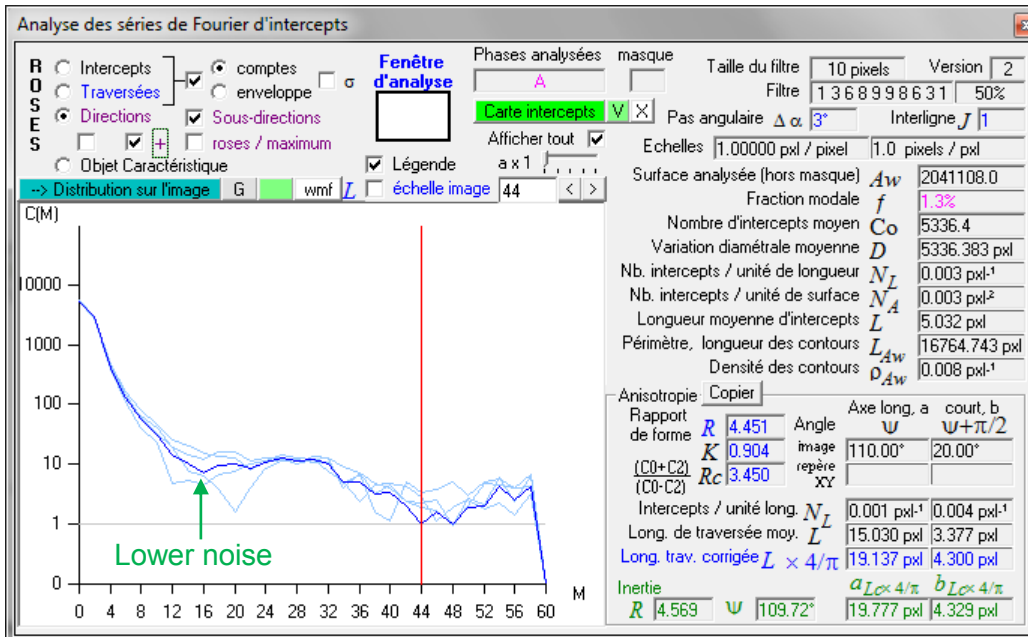 Analyse des séries de Fourier d'intercepts
ROSES
Intercepts
Traversées
Directions
comptes
enveloppe
σ
Sous-directions
+
roses / maximum
Objet Caractéristique
Fenêtre d'analyse
Légende
échelle image
--> Distribution sur l'image G wmf L 44 < >
Phases analysées masque
A
Carte intercepts V X
Afficher tout
a x 1
Taille du filtre 10 pixels Version 2
Filtre 1 3 6 8 9 9 8 6 3 1 50%
Pas angulaire Δ α 3° Interligne J 1
Echelles 1.00000 pxl / pixel 1.0 pixels / pxl
Surface analysée (hors masque) Aw 2041108.0
Fraction modale f 1.3%
Nombre d'intercepts moyen Co 5336.4
Variation diamétrale moyenne D 5336.383 pxl
Nb. intercepts / unité de longueur N_L 0.003 pxl-¹
Nb. intercepts / unité de surface N_A 0.003 pxl-²
Longueur moyenne d'intercepts L 5.032 pxl
Périmètre, longueur des contours L_Aw 16764.743 pxl
Densité des contours ρ_Aw 0.008 pxl-¹
Anisotropie Copier
Axe long, a court, b
Rapport de forme R 4.451 Angle Ψ Ψ+π/2
K 0.904 image 110.00° 20.00°
(C0+C2)
(C0-C2)
Rc 3.450 repère XY
Intercepts / unité long. N_L 0.001 pxl-¹ 0.004 pxl-¹
Long. de traversée moy. L 15.030 pxl 3.377 pxl
Long. trav. corrigée L × 4/π 19.137 pxl 4.300 pxl
Inertie a_Lc× 4/π b_Lc× 4/π
R 4.569 Ψ 109.72° 19.777 pxl 4.329 pxl
C(M)
10000
1000
100
10
1
0
0 4 8 12 16 20 24 28 32 36 40 44 48 52 56 60 M
Lower noise